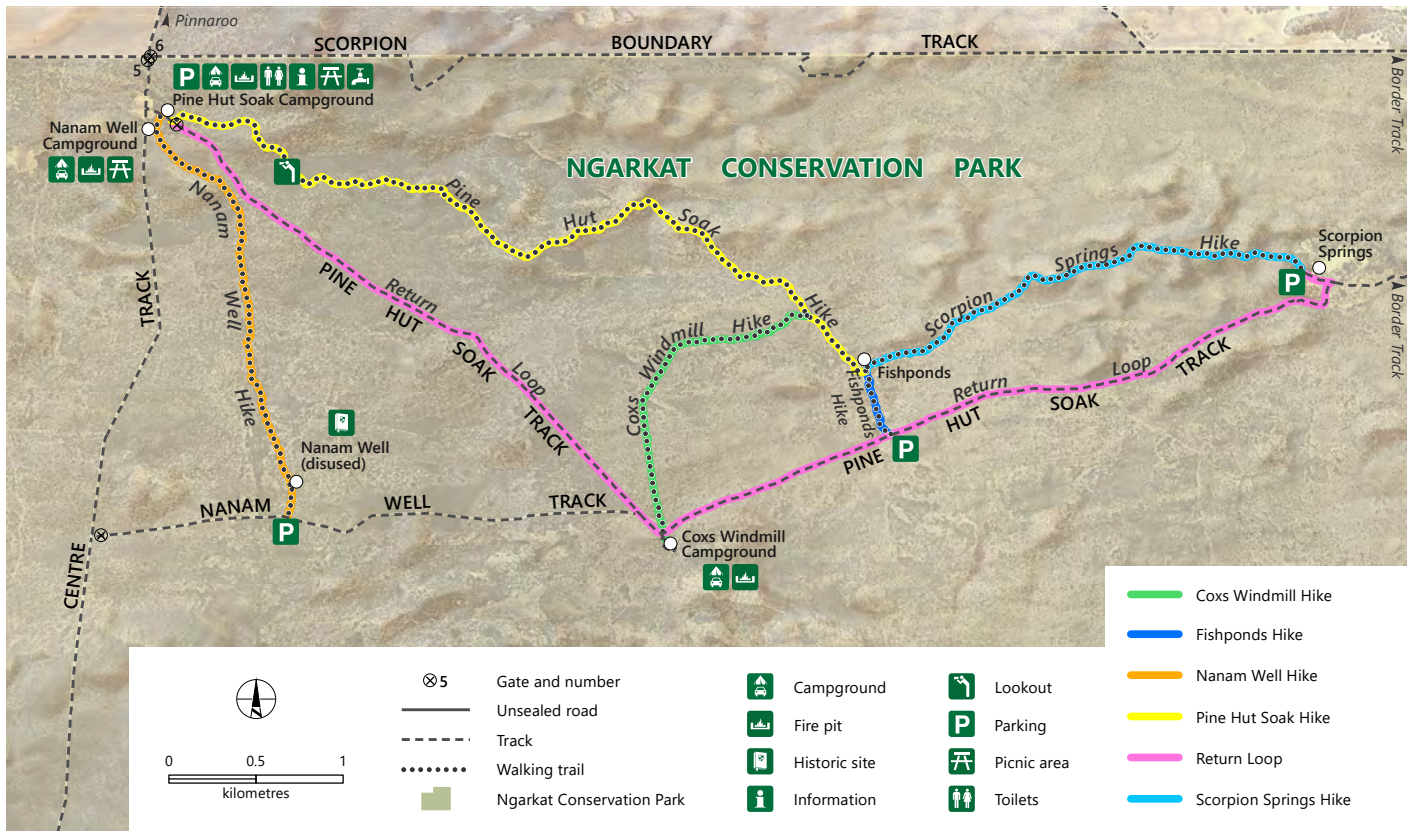 Pinnaroo
6
5
SCORPION BOUNDARY TRACK
P
Pine Hut Soak Campground
Nanam Well
Campground
NGARKAT CONSERVATION PARK
Border Track
Border Track
Nanam Well Hike
Pine Hut Soak Hike
Scorpion Springs Hike
Scorpion
Springs
P
TRACK
PINE HUT SOAK TRACK
Return Loop
Coxs Windmill Hike
Fishponds
Fishponds
Hike
Return Loop
PINE HUT SOAK TRACK
P
Nanam Well
(disused)
NANAM WELL TRACK
P
CENTRE
Coxs Windmill
Campground
Coxs Windmill Hike
Fishponds Hike
Nanam Well Hike
Pine Hut Soak Hike
Return Loop
Scorpion Springs Hike
N
0 0.5 1
kilometres
5 Gate and number
Unsealed road
Track
Walking trail
Ngarkat Conservation Park
Campground
Fire pit
Historic site
Information
Lookout
P Parking
Picnic area
Toilets